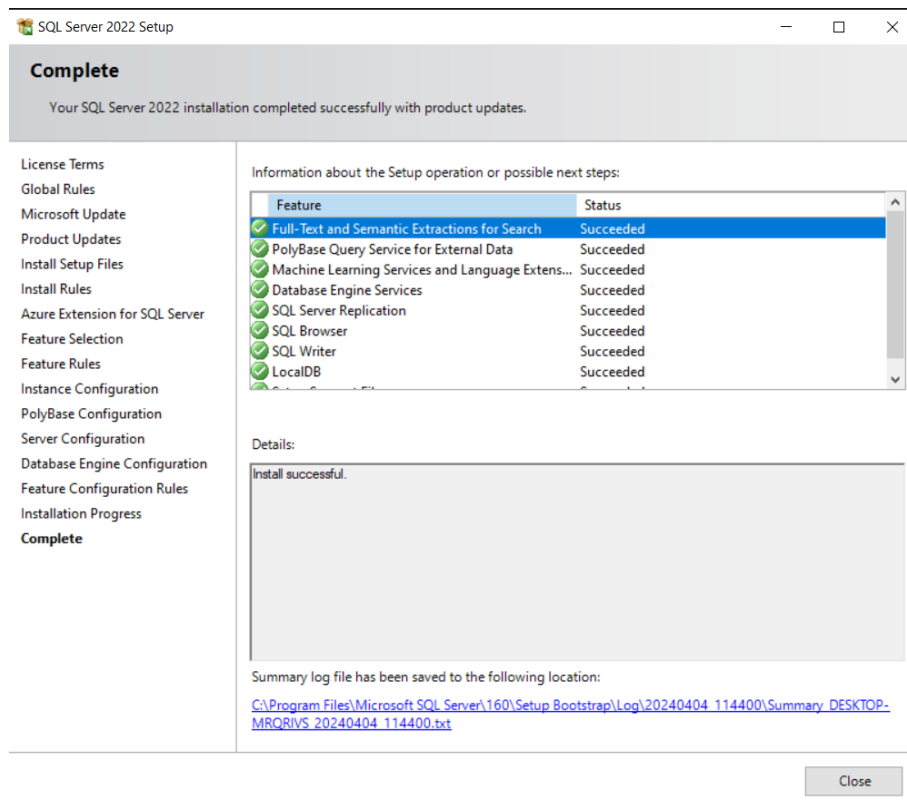 SQL Server 2022 Setup
Complete
Your SQL Server 2022 installation completed successfully with product updates.
License Terms
Global Rules
Microsoft Update
Product Updates
Install Setup Files
Install Rules
Azure Extension for SQL Server
Feature Selection
Feature Rules
Instance Configuration
PolyBase Configuration
Server Configuration
Database Engine Configuration
Feature Configuration Rules
Installation Progress
Complete
Information about the Setup operation or possible next steps:
Feature Status
Full-Text and Semantic Extractions for Search Succeeded
PolyBase Query Service for External Data Succeeded
Machine Learning Services and Language Extens... Succeeded
Database Engine Services Succeeded
SQL Server Replication Succeeded
SQL Browser Succeeded
SQL Writer Succeeded
LocalDB Succeeded
Details:
Install successful.
Summary log file has been saved to the following location:
C:\Program Files\Microsoft SQL Server\160\Setup Bootstrap\Log\20240404_114400\Summary_DESKTOP-
MRQRIVS_20240404_114400.txt
Close